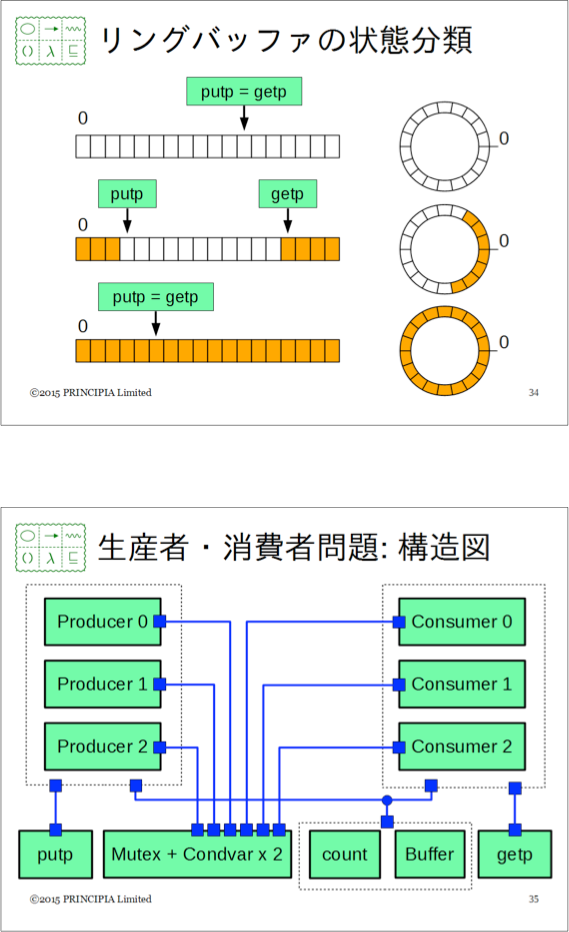 リングバッファの状態分類
putp = getp
0
0
putp
getp
0
0
putp = getp
0
0
©2015 PRINCIPIA Limited
34
生産者・消費者問題: 構造図
Producer 0
Consumer 0
Producer 1
Consumer 1
Producer 2
Consumer 2
putp
Mutex + Condvar x 2
count
Buffer
getp
©2015 PRINCIPIA Limited
35